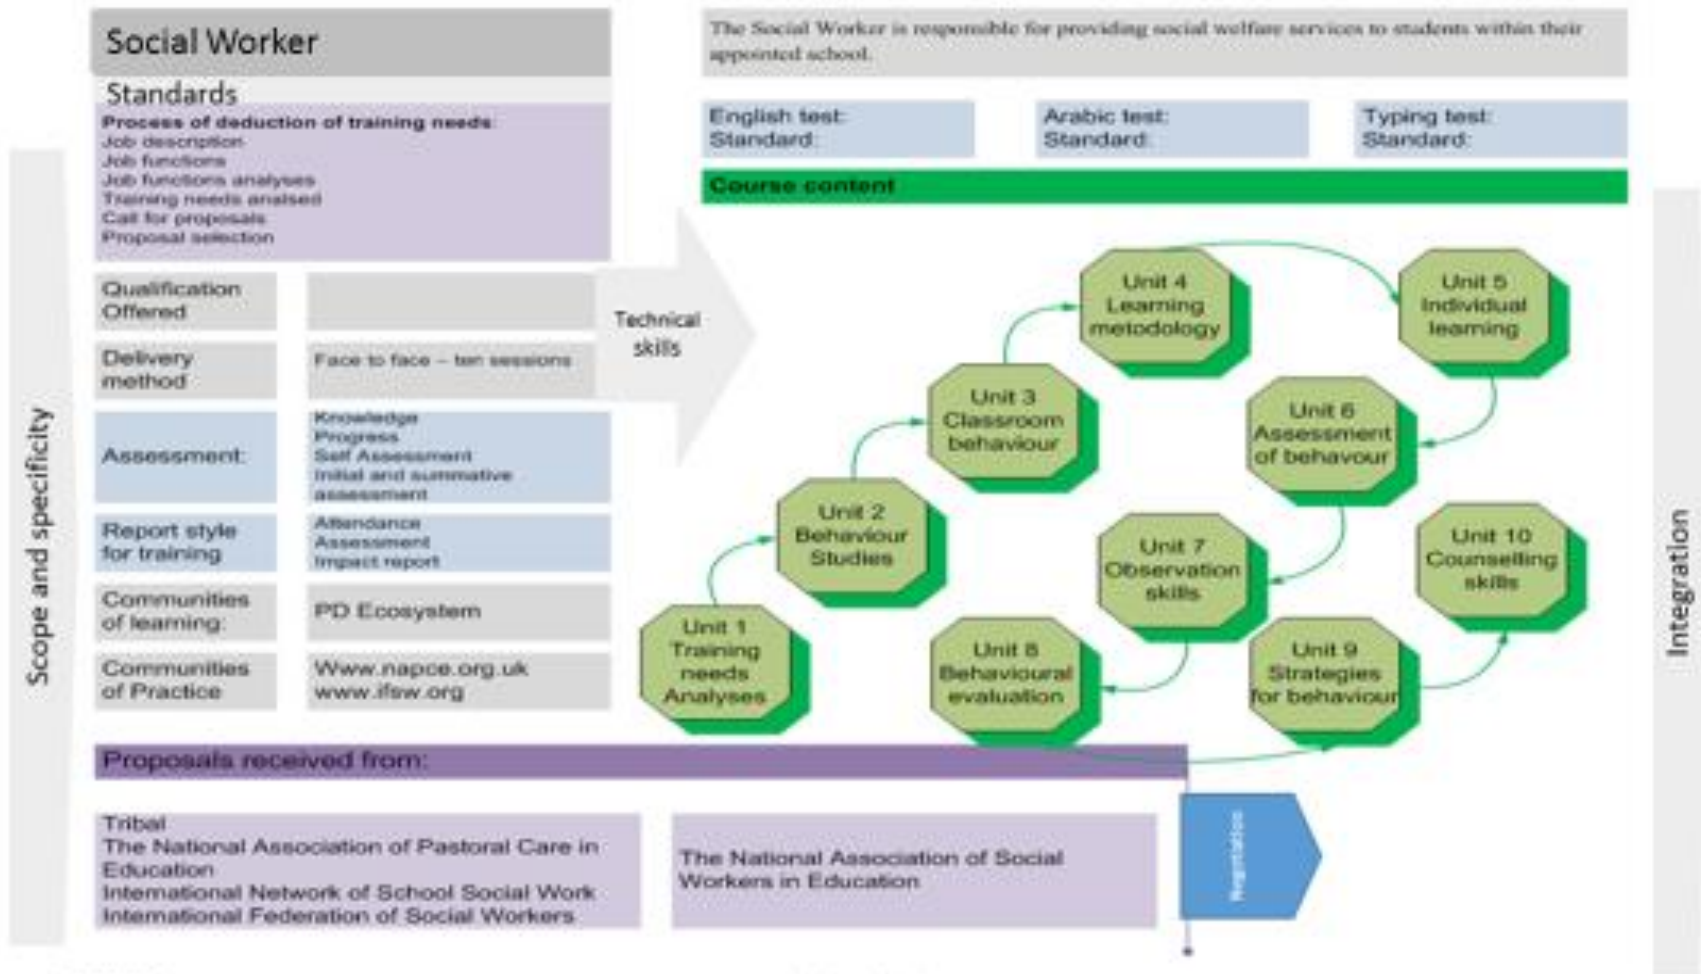 Social Worker
Standards
Process of deduction of training needs:
Job description
Job functions
Job functions analyses
Training needs analised
Call for proposals
Proposal selection
Qualification
Offered
Delivery
method
Face to face – ten sessions
Assessment:
Knowledge
Progress
Self Assessment
Initial and summative
assessment
Report style
for training
Attendance
Assessment
Impact report
Communities
of learning:
PD Ecosystem
Communities
of Practice
Www.napce.org.uk
www.ifsw.org
Scope and specificity
Technical
skills
The Social Worker is responsible for providing social welfare services to students within their
appointed school.
English test:
Standard:
Arabic test:
Standard:
Typing test:
Standard:
Course content
Unit 1
Training
needs
Analyses
Unit 2
Behaviour
Studies
Unit 3
Classroom
behaviour
Unit 4
Learning
metodology
Unit 5
Individual
learning
Unit 6
Assessment
of behavour
Unit 7
Observation
skills
Unit 8
Behavioural
evaluation
Unit 9
Strategies
for behaviour
Unit 10
Counselling
skills
Integration
Proposals received from:
Tribal
The National Association of Pastoral Care in
Education
International Network of School Social Work
International Federation of Social Workers
The National Association of Social
Workers in Education
Negotiation